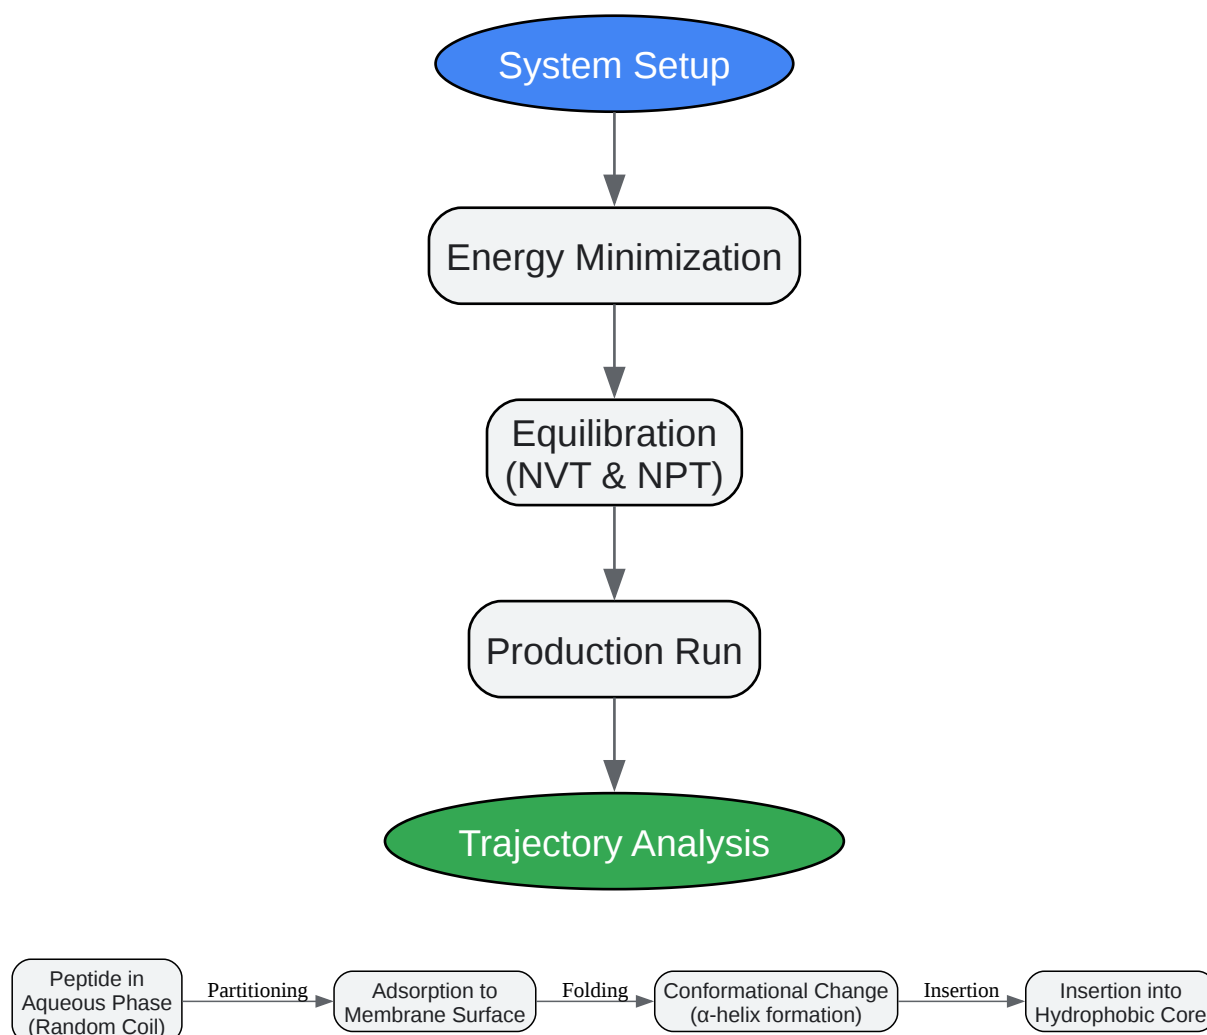 System Setup
Energy Minimization
Equilibration
(NVT & NPT)
Production Run
Trajectory Analysis
Peptide in
Aqueous Phase
(Random Coil)
Partitioning
Adsorption to
Membrane Surface
Folding
Conformational Change
(α-helix formation)
Insertion
Insertion into
Hydrophobic Core